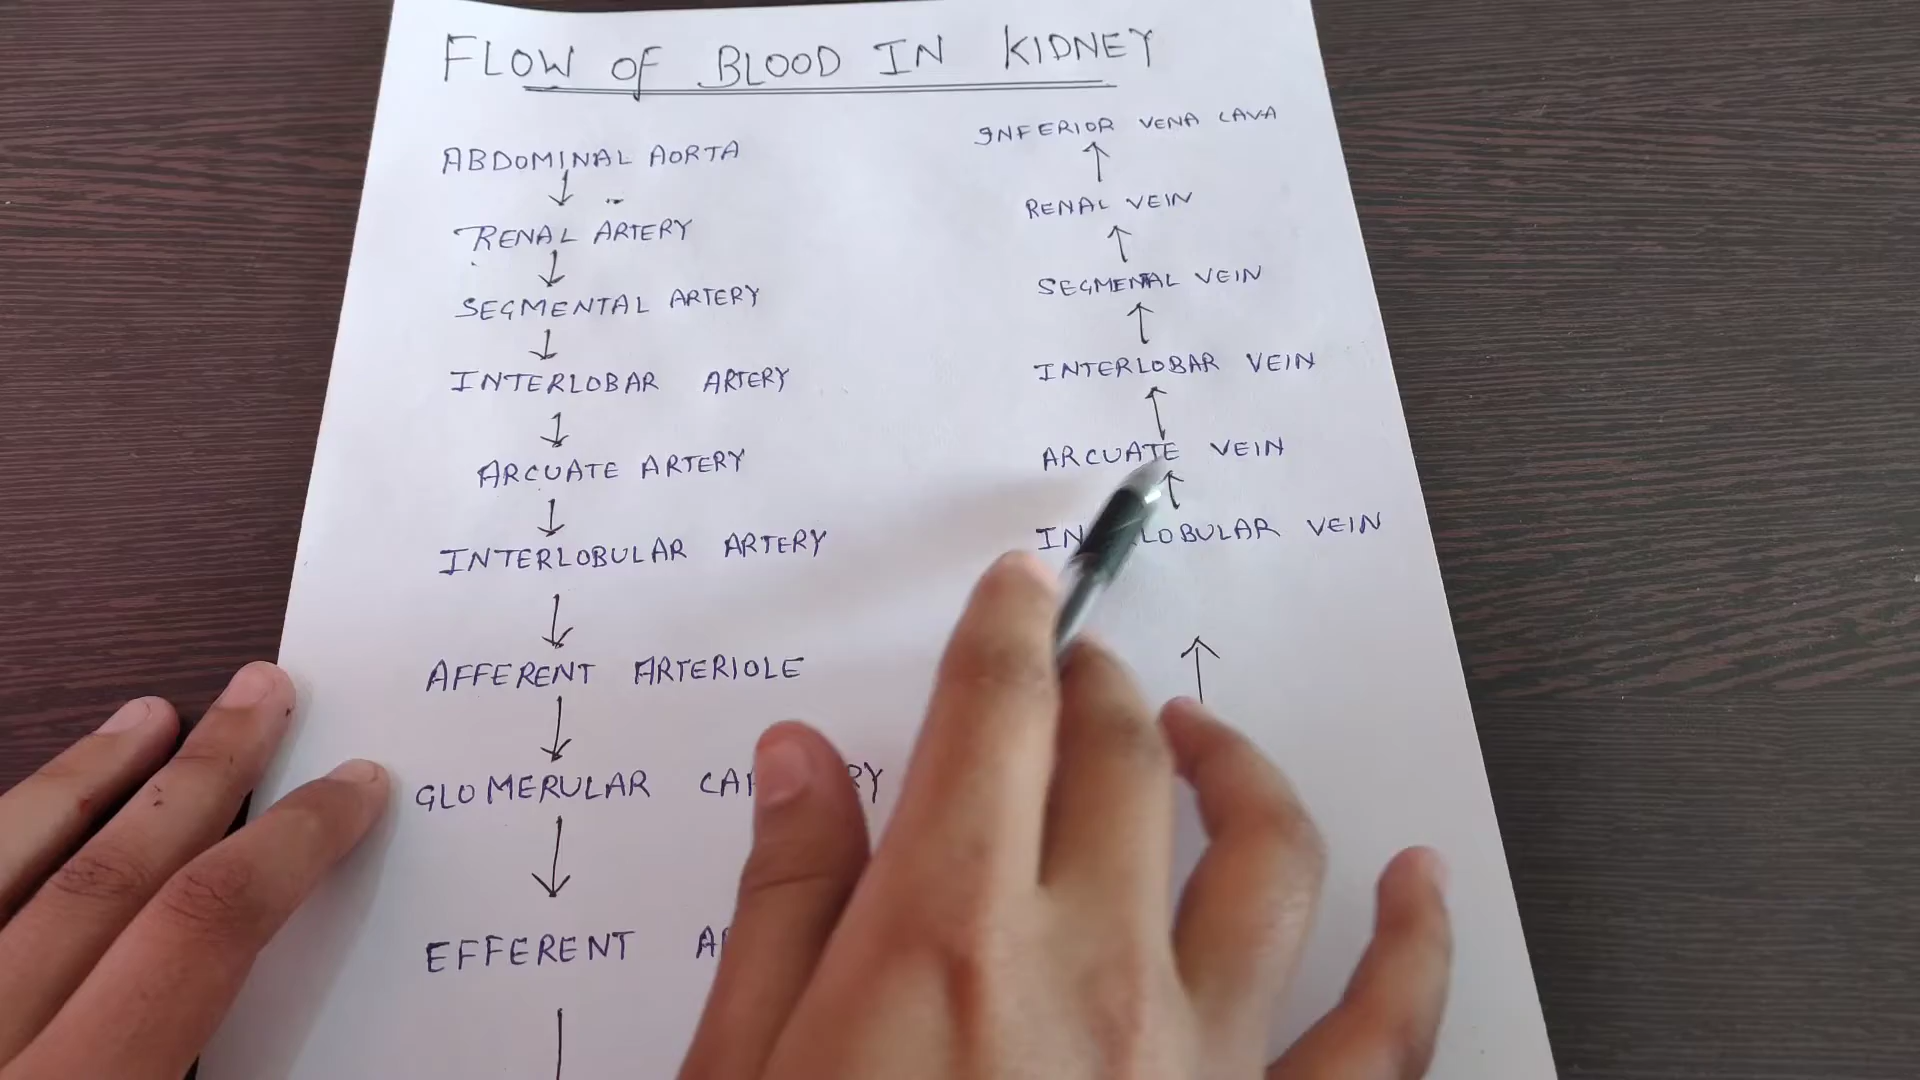 FLOW OF BLOOD IN KIDNEY
ABDOMINAL AORTA
RENAL ARTERY
SEGMENTAL ARTERY
INTERLOBAR ARTERY
ARCUATE ARTERY
INTERLOBULAR ARTERY
AFFERENT ARTERIOLE
GLOMERULAR
EFFERENT
INFERIOR VENA CAVA
RENAL VEIN
SEGMENTAL VEIN
INTERLOBAR VEIN
ARCUATE VEIN
VEIN